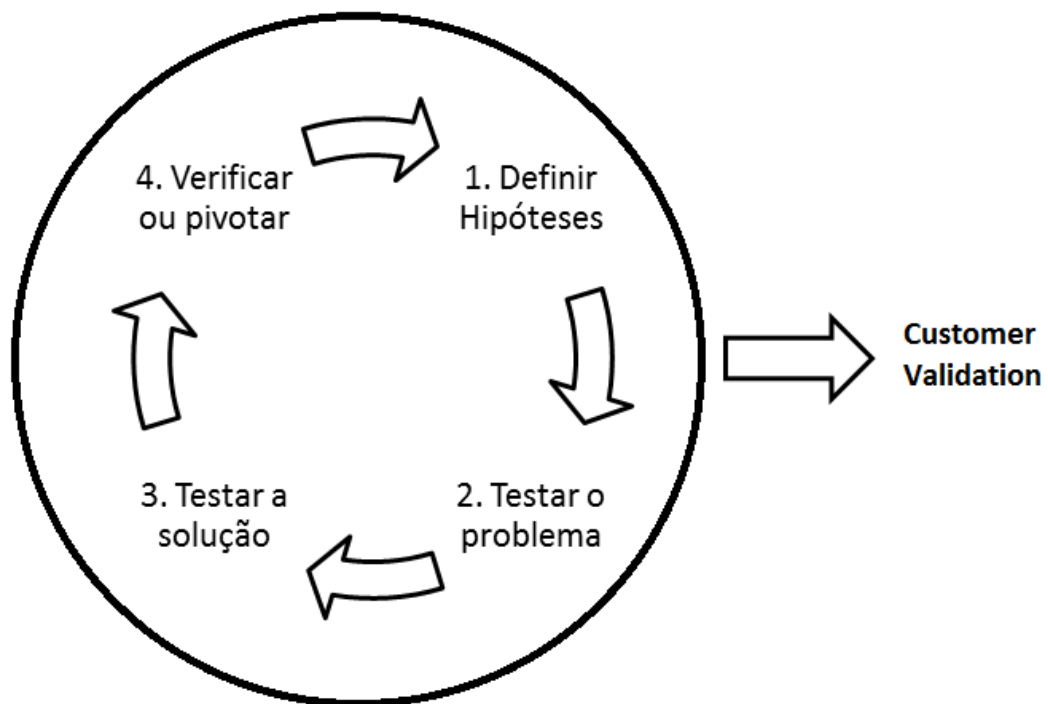 1. Definir
Hipóteses
2. Testar o
problema
3. Testar a
solução
4. Verificar
ou pivotar
Customer
Validation